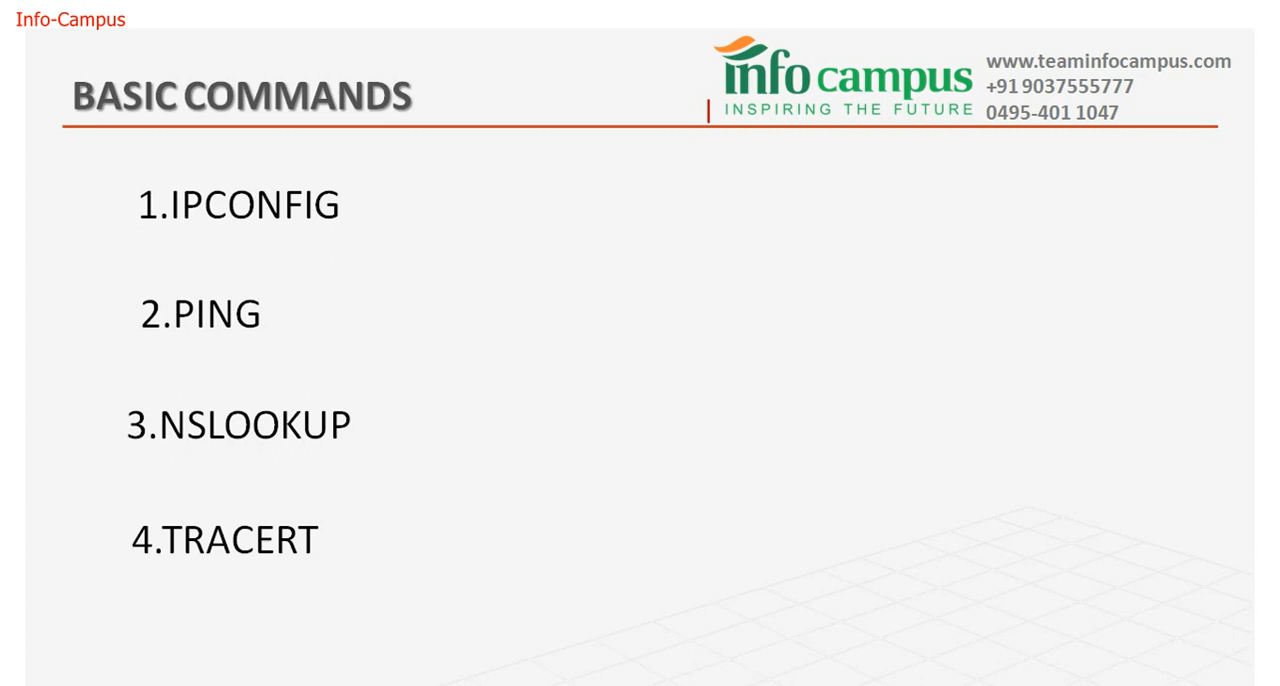 Info-Campus
BASIC COMMANDS
info campus
INSPIRING THE FUTURE
www.teaminfocampus.com
+91 9037555777
0495-401 1047
1.IPCONFIG
2.PING
3.NSLOOKUP
4.TRACERT